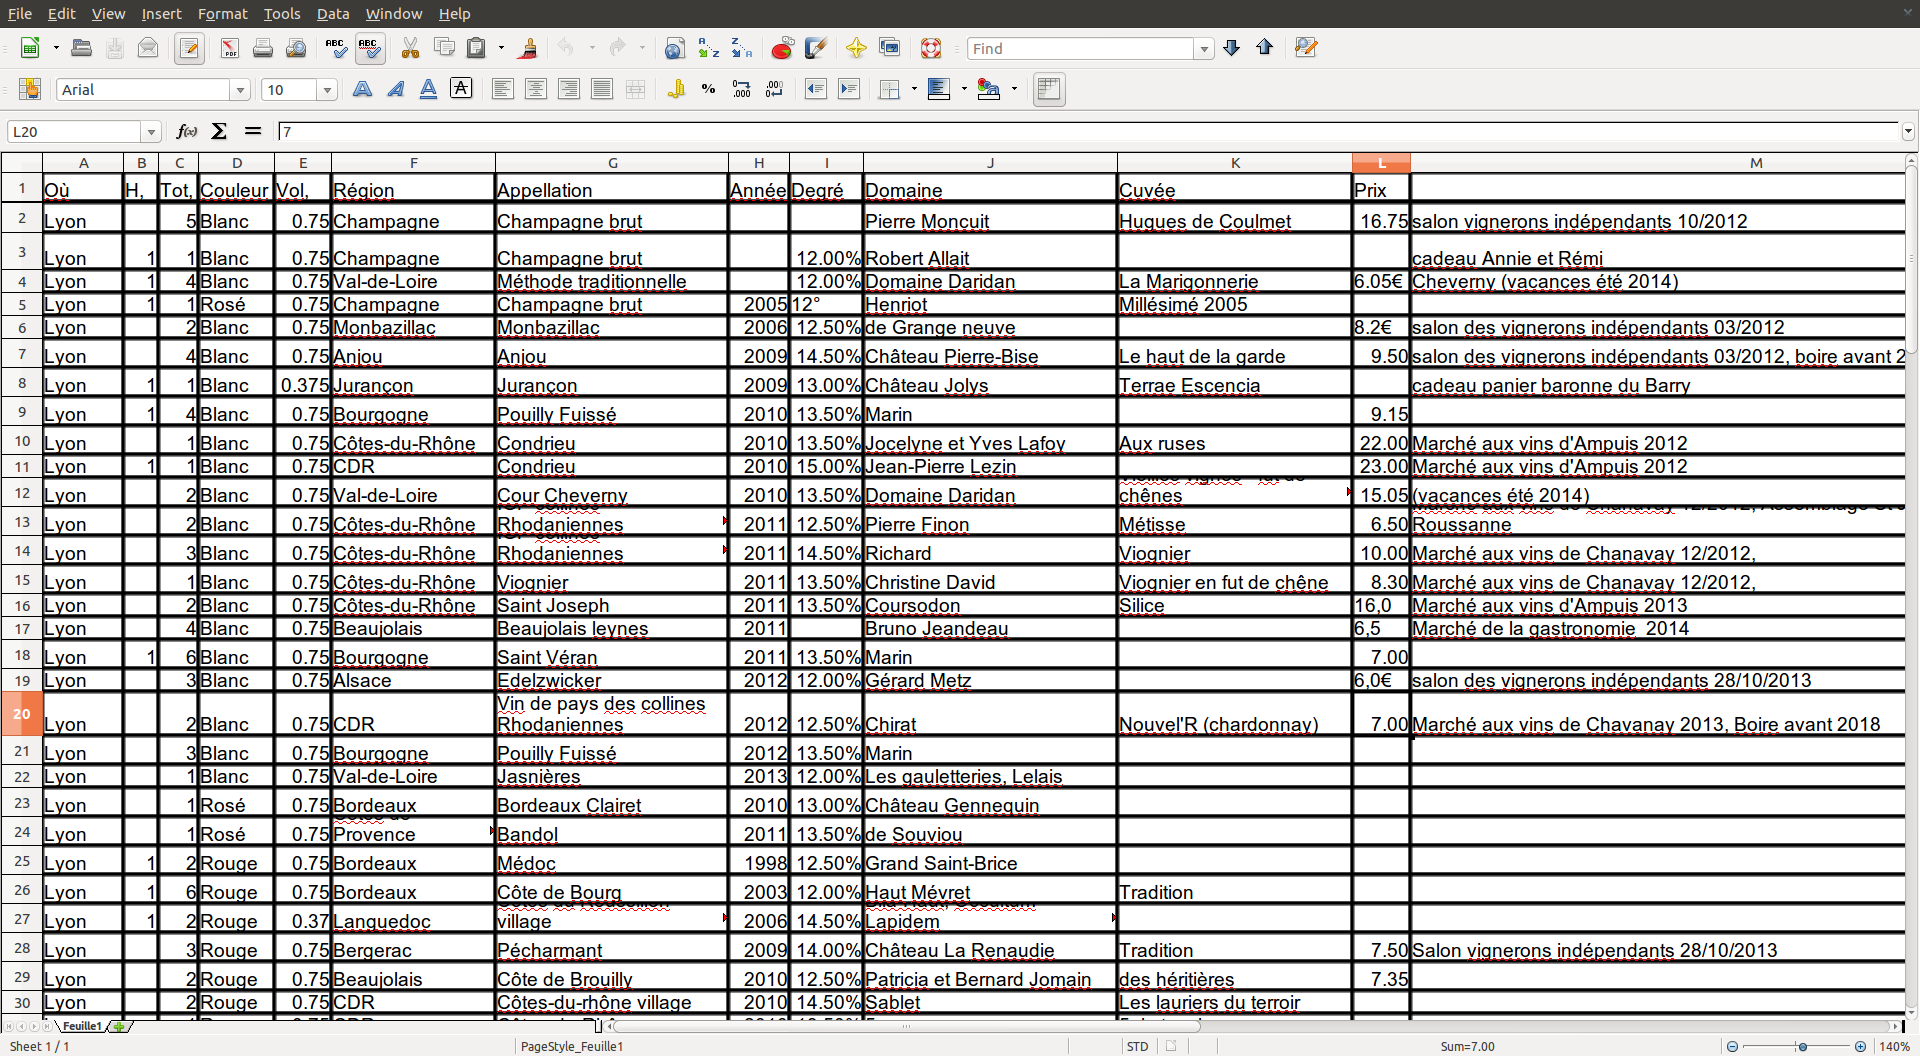 File Edit View Insert Format Tools Data Window Help
Find
Arial 10
L20 7
A B C D E F G H I J K L M
1 Où H, Tot, Couleur Vol, Région Appellation Année Degré Domaine Cuvée Prix
2 Lyon 5 Blanc 0.75 Champagne Champagne brut Pierre Moncuit Hugues de Coulmet 16.75 salon vignerons indépendants 10/2012
3 Lyon 1 1 Blanc 0.75 Champagne Champagne brut 12.00% Robert Allait cadeau Annie et Rémi
4 Lyon 1 4 Blanc 0.75 Val-de-Loire Méthode traditionnelle 12.00% Domaine Daridan La Marigonnerie 6.05€ Cheverny (vacances été 2014)
5 Lyon 1 1 Rosé 0.75 Champagne Champagne brut 2005 12° Henriot Millésimé 2005
6 Lyon 2 Blanc 0.75 Monbazillac Monbazillac 2006 12.50% de Grange neuve 8.2€ salon des vignerons indépendants 03/2012
7 Lyon 4 Blanc 0.75 Anjou Anjou 2009 14.50% Château Pierre-Bise Le haut de la garde 9.50 salon des vignerons indépendants 03/2012, boire avant 2
8 Lyon 1 1 Blanc 0.375 Jurançon Jurançon 2009 13.00% Château Jolys Terrae Escencia cadeau panier baronne du Barry
9 Lyon 1 4 Blanc 0.75 Bourgogne Pouilly Fuissé 2010 13.50% Marin 9.15
10 Lyon 1 Blanc 0.75 Côtes-du-Rhône Condrieu 2010 13.50% Jocelyne et Yves Lafoy Aux ruses 22.00 Marché aux vins d'Ampuis 2012
11 Lyon 1 1 Blanc 0.75 CDR Condrieu 2010 15.00% Jean-Pierre Lezin 23.00 Marché aux vins d'Ampuis 2012
12 Lyon 2 Blanc 0.75 Val-de-Loire Cour Cheverny 2010 13.50% Domaine Daridan chênes 15.05 (vacances été 2014)
13 Lyon 2 Blanc 0.75 Côtes-du-Rhône Rhodaniennes 2011 12.50% Pierre Finon Métisse 6.50 Roussanne
14 Lyon 3 Blanc 0.75 Côtes-du-Rhône Rhodaniennes 2011 14.50% Richard Viognier 10.00 Marché aux vins de Chanavay 12/2012,
15 Lyon 1 Blanc 0.75 Côtes-du-Rhône Viognier 2011 13.50% Christine David Viognier en fut de chêne 8.30 Marché aux vins de Chanavay 12/2012,
16 Lyon 2 Blanc 0.75 Côtes-du-Rhône Saint Joseph 2011 13.50% Coursodon Silice 16,0 Marché aux vins d'Ampuis 2013
17 Lyon 4 Blanc 0.75 Beaujolais Beaujolais leynes 2011 Bruno Jeandeau 6,5 Marché de la gastronomie 2014
18 Lyon 1 6 Blanc 0.75 Bourgogne Saint Véran 2011 13.50% Marin 7.00
19 Lyon 3 Blanc 0.75 Alsace Edelzwicker 2012 12.00% Gérard Metz 6,0€ salon des vignerons indépendants 28/10/2013
Vin de pays des collines
20 Lyon 2 Blanc 0.75 CDR Rhodaniennes 2012 12.50% Chirat Nouvel'R (chardonnay) 7.00 Marché aux vins de Chavanay 2013, Boire avant 2018
21 Lyon 3 Blanc 0.75 Bourgogne Pouilly Fuissé 2012 13.50% Marin
22 Lyon 1 Blanc 0.75 Val-de-Loire Jasnières 2013 12.00% Les gauletteries, Lelais
23 Lyon 1 Rosé 0.75 Bordeaux Bordeaux Clairet 2010 13.00% Château Gennequin
24 Lyon 1 Rosé 0.75 Provence Bandol 2011 13.50% de Souviou
25 Lyon 1 2 Rouge 0.75 Bordeaux Médoc 1998 12.50% Grand Saint-Brice
26 Lyon 1 6 Rouge 0.75 Bordeaux Côte de Bourg 2003 12.00% Haut Mévret Tradition
27 Lyon 1 2 Rouge 0.37 Languedoc village 2006 14.50% Lapidem
28 Lyon 3 Rouge 0.75 Bergerac Pécharmant 2009 14.00% Château La Renaudie Tradition 7.50 Salon vignerons indépendants 28/10/2013
29 Lyon 2 Rouge 0.75 Beaujolais Côte de Brouilly 2010 12.50% Patricia et Bernard Jomain des héritières 7.35
30 Lyon 2 Rouge 0.75 CDR Côtes-du-rhône village 2010 14.50% Sablet Les lauriers du terroir
Feuille1
Sheet 1 / 1 PageStyle_Feuille1 STD Sum=7.00 140%